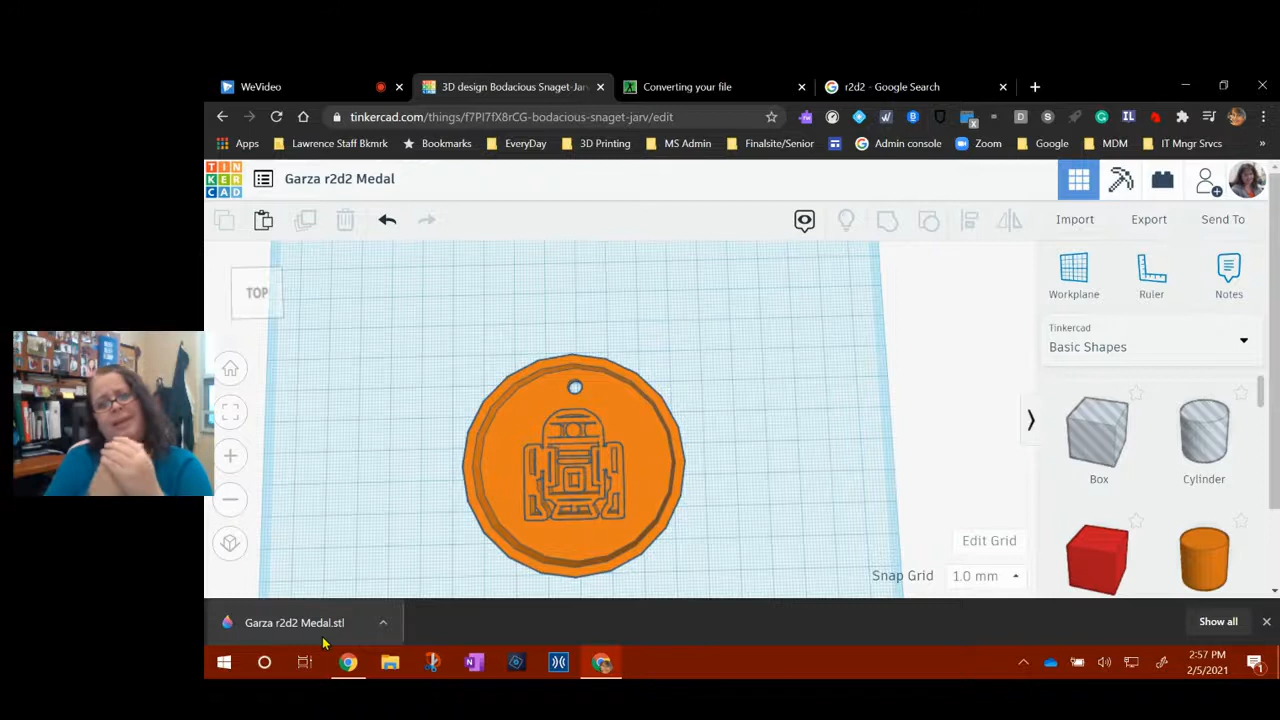 WeVideo
3D design Bodacious Snaget-Jarv
Converting your file
r2d2 - Google Search
tinkercad.com/things/f7Pl7fX8rCG-bodacious-snaget-jarv/edit
Apps
Lawrence Staff Bkmrk
Bookmarks
EveryDay
3D Printing
MS Admin
Finalsite/Senior
Admin console
Zoom
Google
MDM
IT Mngr Srvcs
»
TIN
KER
CAD
Garza r2d2 Medal
Import
Export
Send To
TOP
Workplane
Ruler
Notes
Tinkercad
Basic Shapes
Box
Cylinder
Edit Grid
Snap Grid
1.0 mm
Garza r2d2 Medal.stl
Show all
2:57 PM
2/5/2021
1